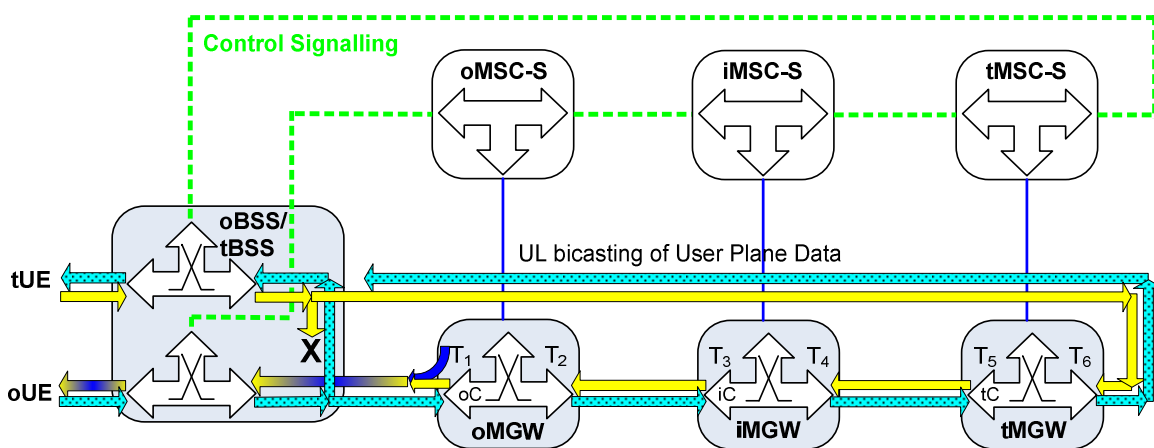 Control Signalling
oMSC-S
iMSC-S
tMSC-S
oBSS/
tBSS
UL bicasting of User Plane Data
tUE
X
T1
T2
T3
T4
T5
T6
oUE
oC
iC
tC
oMGW
iMGW
tMGW